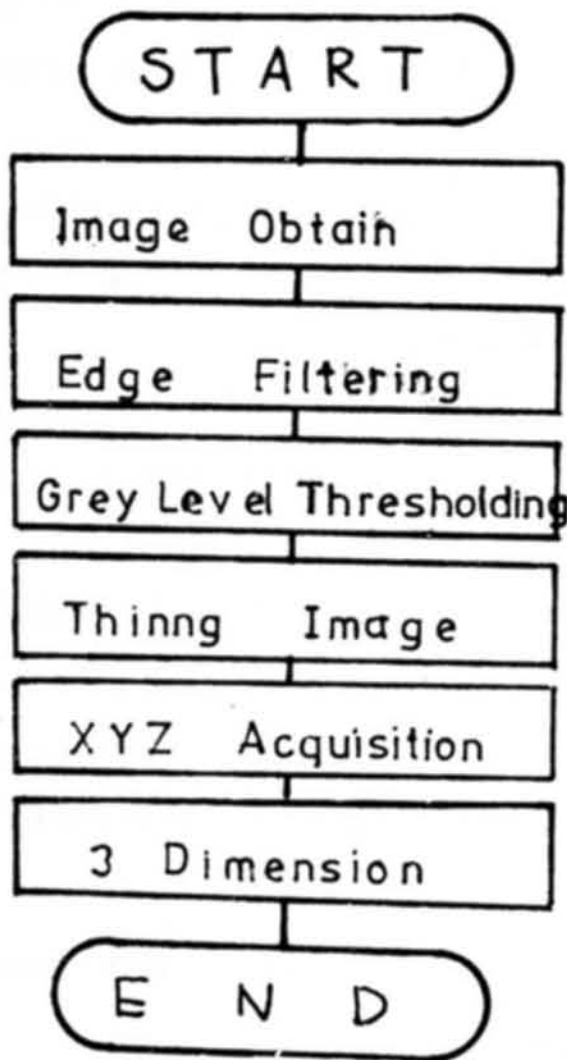 START
Image Obtain
Edge Filtering
Grey Level Thresholding
Thinng Image
XYZ Acquisition
3 Dimension
END